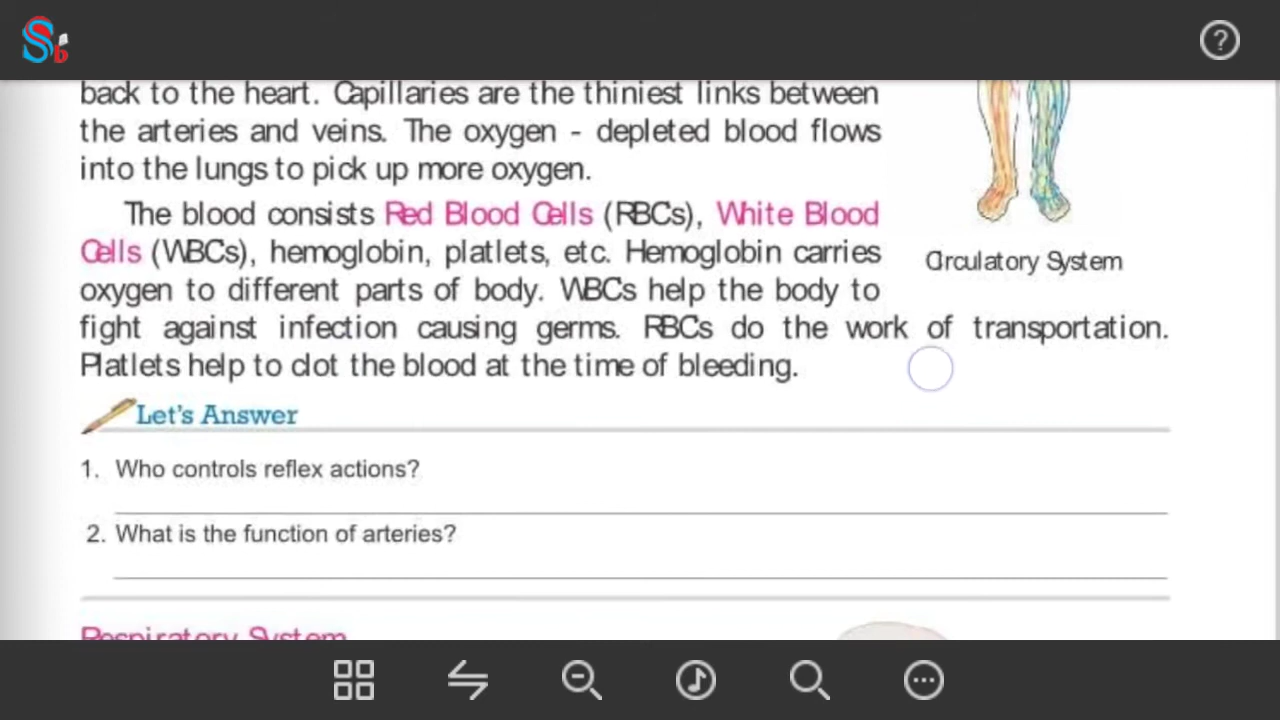 Sb
back to the heart. Capillaries are the thiniest links between
the arteries and veins. The oxygen - depleted blood flows
into the lungs to pick up more oxygen.
The blood consists Red Blood Cells (RBCs), White Blood
Cells (WBCs), hemoglobin, platlets, etc. Hemoglobin carries
oxygen to different parts of body. WBCs help the body to
fight against infection causing germs. RBCs do the work of transportation.
Platlets help to clot the blood at the time of bleeding.
Circulatory System
Let's Answer
1. Who controls reflex actions?
2. What is the function of arteries?
Respiratory System